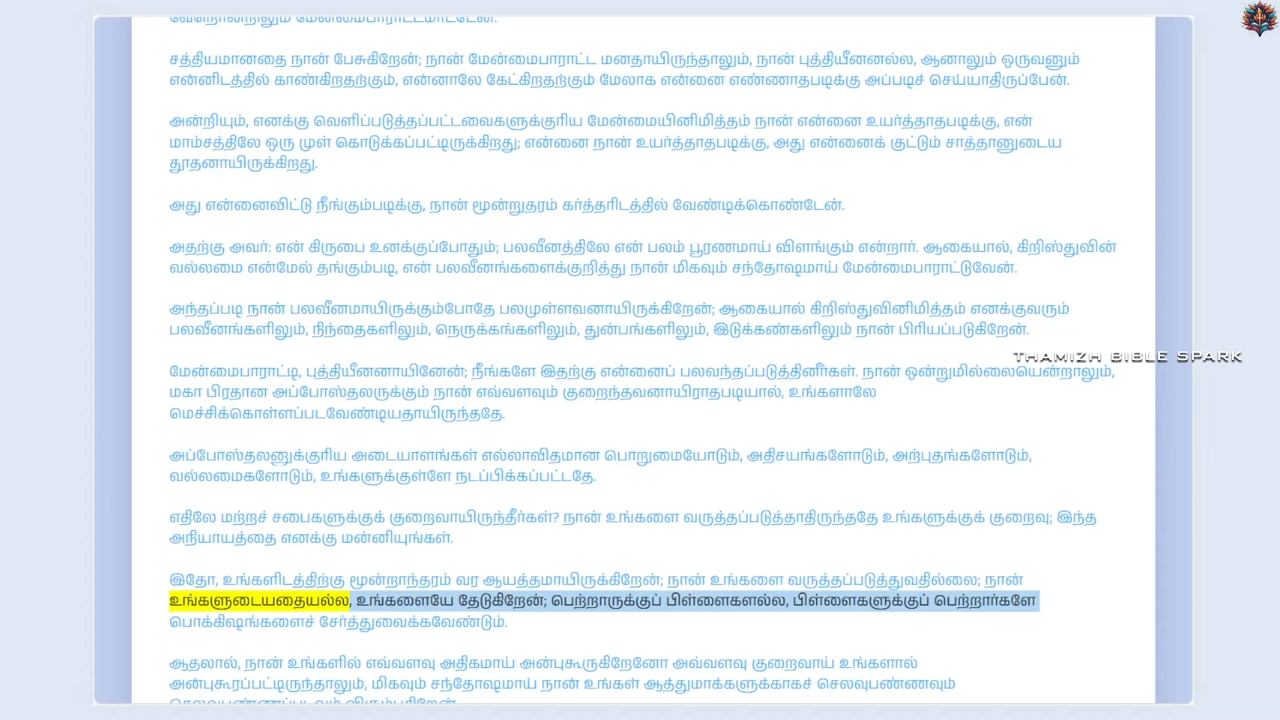 வேறொன்றிலும் மேன்மைபாராட்டமாட்டேன்.
சத்தியமானதை நான் பேசுகிறேன்; நான் மேன்மைபாராட்ட மனதாயிருந்தாலும், நான் புத்தியீனனல்ல, ஆனாலும் ஒருவனும்
என்னிடத்தில் காண்கிறதற்கும், என்னாலே கேட்கிறதற்கும் மேலாக என்னை எண்ணாதபடிக்கு அப்படிச் செய்யாதிருப்பேன்.
அன்றியும், எனக்கு வெளிப்படுத்தப்பட்டவைகளுக்குரிய மேன்மையினிமித்தம் நான் என்னை உயர்த்தாதபடிக்கு, என்
மாம்சத்திலே ஒரு முள் கொடுக்கப்பட்டிருக்கிறது; என்னை நான் உயர்த்தாதபடிக்கு, அது என்னைக் குட்டும் சாத்தானுடைய
தூதனாயிருக்கிறது.
அது என்னைவிட்டு நீங்கும்படிக்கு, நான் மூன்றுதரம் கர்த்தரிடத்தில் வேண்டிக்கொண்டேன்.
அதற்கு அவர்: என் கிருபை உனக்குப்போதும்; பலவீனத்திலே என் பலம் பூரணமாய் விளங்கும் என்றார். ஆகையால், கிறிஸ்துவின்
வல்லமை என்மேல் தங்கும்படி, என் பலவீனங்களைக்குறித்து நான் மிகவும் சந்தோஷமாய் மேன்மைபாராட்டுவேன்.
அந்தப்படி நான் பலவீனமாயிருக்கும்போதே பலமுள்ளவனாயிருக்கிறேன்; ஆகையால் கிறிஸ்துவினிமித்தம் எனக்குவரும்
பலவீனங்களிலும், நிந்தைகளிலும், நெருக்கங்களிலும், துன்பங்களிலும், இடுக்கண்களிலும் நான் பிரியப்படுகிறேன்.
THAMIZH BIBLE SPARK
மேன்மைபாராட்டி, புத்தியீனனாயினேன்; நீங்களே இதற்கு என்னைப் பலவந்தப்படுத்தினீர்கள். நான் ஒன்றுமில்லையென்றாலும்,
மகா பிரதான அப்போஸ்தலருக்கும் நான் எவ்வளவும் குறைந்தவனாயிராதபடியால், உங்களாலே
மெச்சிக்கொள்ளப்படவேண்டியதாயிருந்ததே.
அப்போஸ்தலனுக்குரிய அடையாளங்கள் எல்லாவிதமான பொறுமையோடும், அதிசயங்களோடும், அற்புதங்களோடும்,
வல்லமைகளோடும், உங்களுக்குள்ளே நடப்பிக்கப்பட்டதே.
எதிலே மற்றச் சபைகளுக்குக் குறைவாயிருந்தீர்கள்? நான் உங்களை வருத்தப்படுத்தாதிருந்ததே உங்களுக்குக் குறைவு; இந்த
அநியாயத்தை எனக்கு மன்னியுங்கள்.
இதோ, உங்களிடத்திற்கு மூன்றாந்தரம் வர ஆயத்தமாயிருக்கிறேன்; நான் உங்களை வருத்தப்படுத்துவதில்லை; நான்
உங்களுடையதையல்ல, உங்களையே தேடுகிறேன்; பெற்றாருக்குப் பிள்ளைகளல்ல, பிள்ளைகளுக்குப் பெற்றார்களே
பொக்கிஷங்களைச் சேர்த்துவைக்கவேண்டும்.
ஆதலால், நான் உங்களில் எவ்வளவு அதிகமாய் அன்புகூருகிறேனோ அவ்வளவு குறைவாய் உங்களால்
அன்புகூரப்பட்டிருந்தாலும், மிகவும் சந்தோஷமாய் நான் உங்கள் ஆத்துமாக்களுக்காகச் செலவுபண்ணவும்
செலவுபண்ணப்படவும் விரும்புகிறேன்.